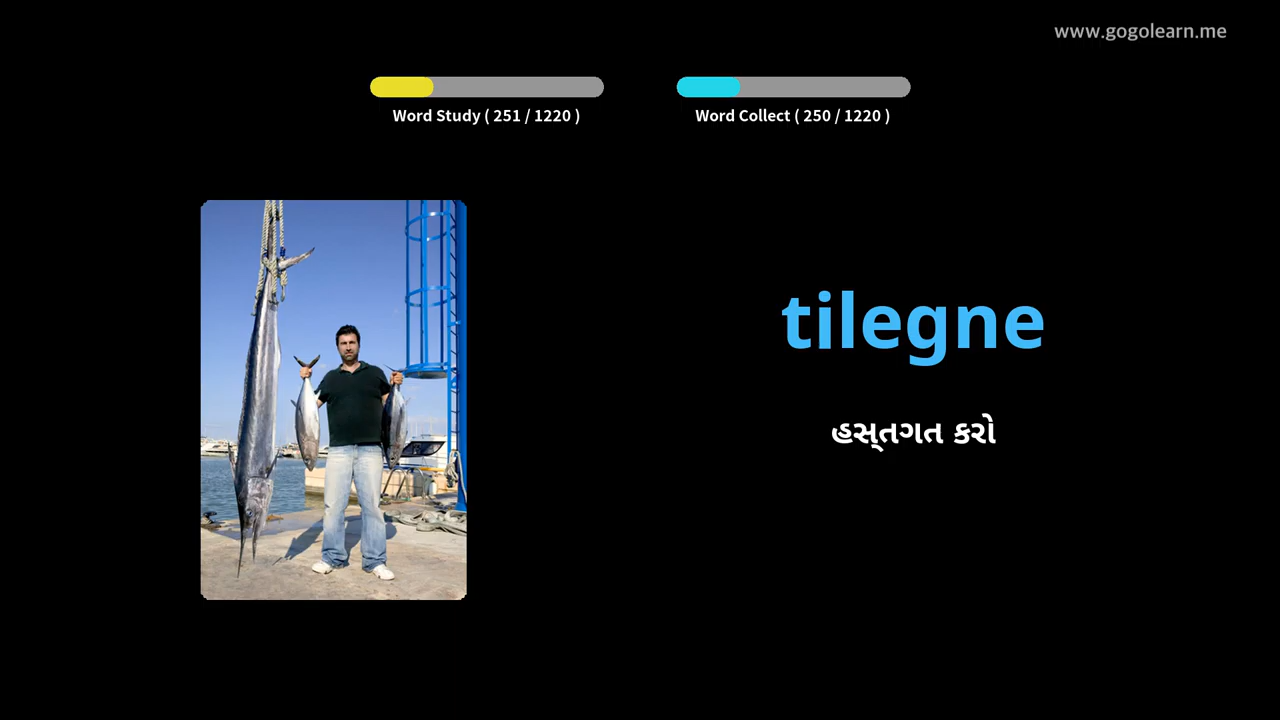 www.gogolearn.me
Word Study ( 251 / 1220 )
Word Collect ( 250 / 1220 )
tilegne
હસ્તગત કરો